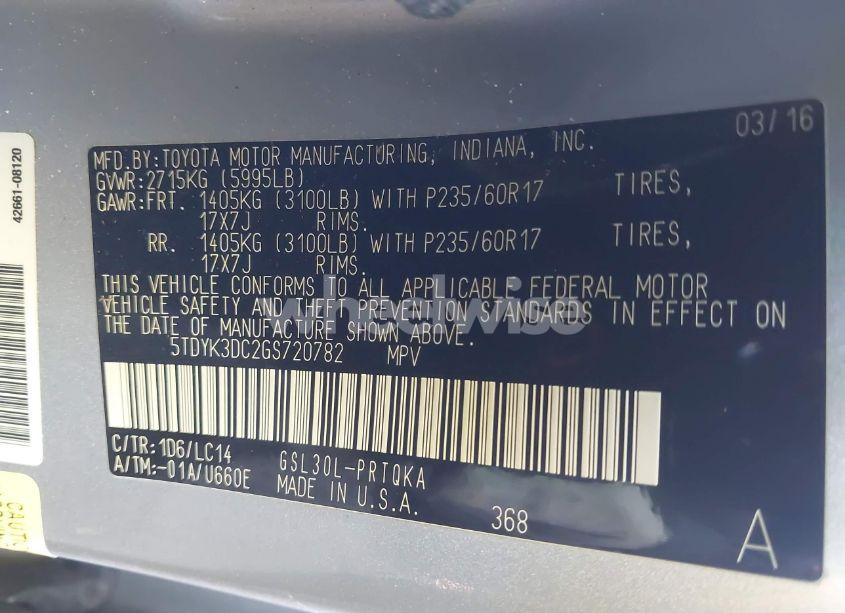 03/16
MFD.BY:TOYOTA MOTOR MANUFACTURING, INDIANA, INC.
GVWR:2715KG (5995LB)
GAWR:FRT. 1405KG (3100LB) WITH P235/60R17 TIRES,
17X7J RIMS.
RR. 1405KG (3100LB) WITH P235/60R17 TIRES,
17X7J RIMS.
THIS VEHICLE CONFORMS TO ALL APPLICABLE FEDERAL MOTOR
VEHICLE SAFETY AND THEFT PREVENTION STANDARDS IN EFFECT ON
THE DATE OF MANUFACTURE SHOWN ABOVE.
5TDYK3DC2GS720782 MPV
C/TR:1D6/LC14 GSL30L-PRTQKA
A/TM:-01A/U660E MADE IN U.S.A.
368
A
42661-08120
wheelwise